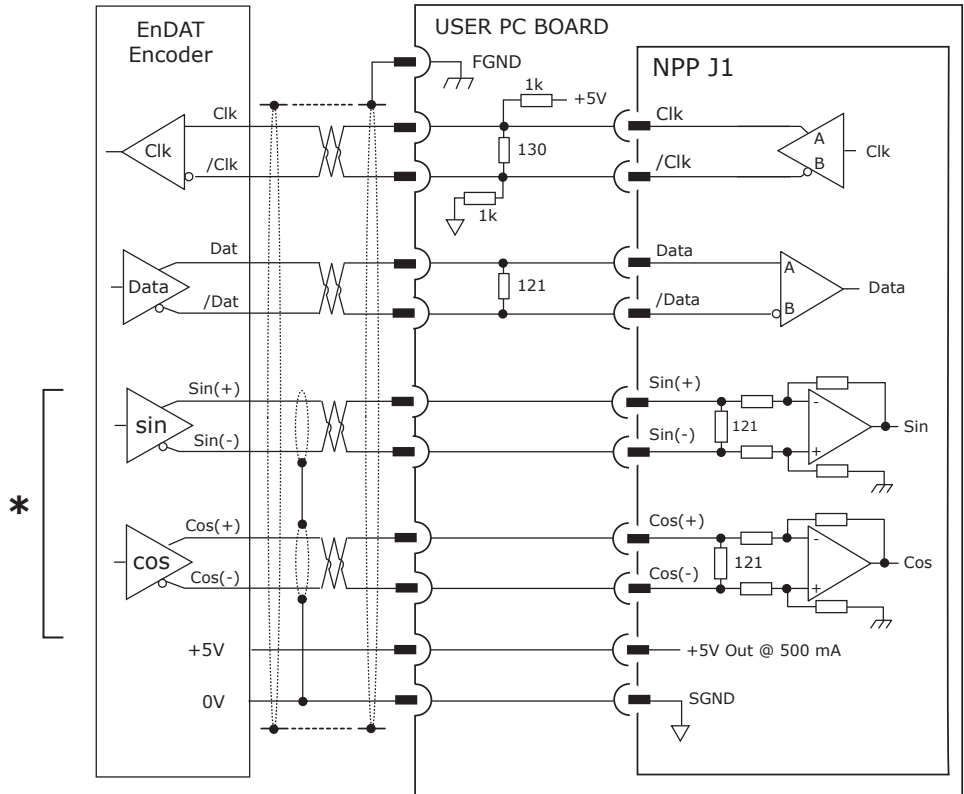 EnDAT
Encoder
USER PC BOARD
FGND
NPP J1
1k
+5V
Clk
Clk
Clk
A
B
Clk
130
/Clk
/Clk
1k
Dat
Data
Data
A
Data
121
/Dat
/Data
B
Sin(+)
Sin(+)
-
sin
121
Sin
Sin(-)
Sin(-)
+
*
Cos(+)
Cos(+)
-
cos
121
Cos
Cos(-)
Cos(-)
+
+5V
+5V Out @ 500 mA
0V
SGND